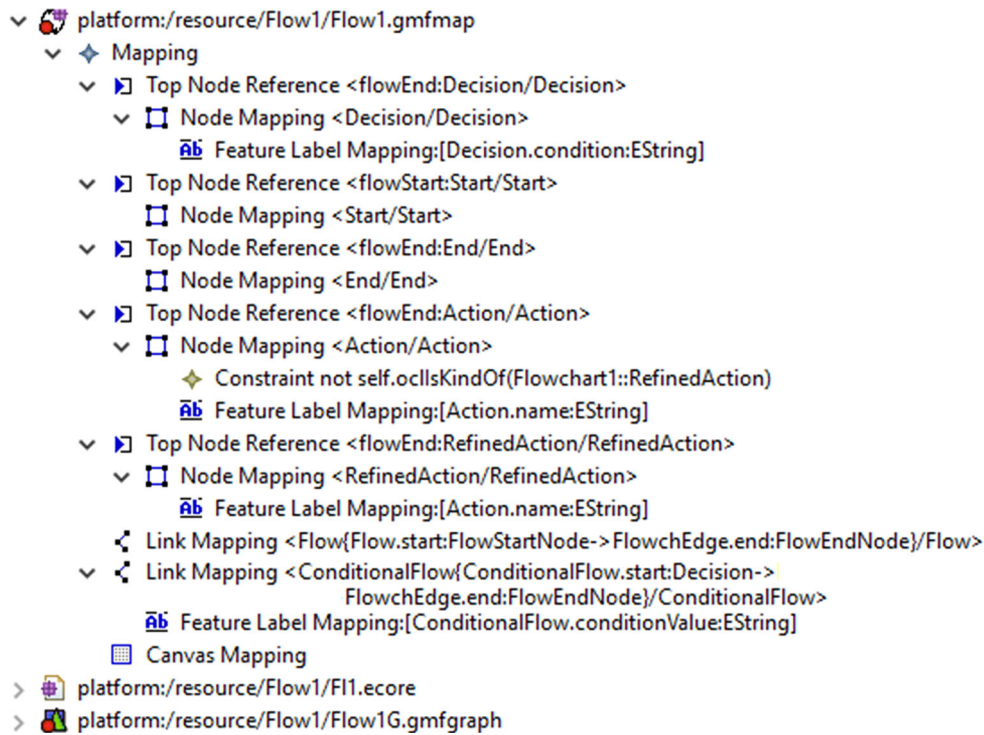 platform:/resource/Flow1/Flow1.gmfmap
Mapping
Top Node Reference <flowEnd:Decision/Decision>
Node Mapping <Decision/Decision>
Ab Feature Label Mapping:[Decision.condition:EString]
Top Node Reference <flowStart:Start/Start>
Node Mapping <Start/Start>
Top Node Reference <flowEnd:End/End>
Node Mapping <End/End>
Top Node Reference <flowEnd:Action/Action>
Node Mapping <Action/Action>
Constraint not self.oclIsKindOf(Flowchart1::RefinedAction)
Ab Feature Label Mapping:[Action.name:EString]
Top Node Reference <flowEnd:RefinedAction/RefinedAction>
Node Mapping <RefinedAction/RefinedAction>
Ab Feature Label Mapping:[Action.name:EString]
Link Mapping <Flow{Flow.start:FlowStartNode->FlowchEdge.end:FlowEndNode}/Flow>
Link Mapping <ConditionalFlow{ConditionalFlow.start:Decision->
FlowchEdge.end:FlowEndNode}/ConditionalFlow>
Ab Feature Label Mapping:[ConditionalFlow.conditionValue:EString]
Canvas Mapping
platform:/resource/Flow1/Fl1.ecore
platform:/resource/Flow1/Flow1G.gmfgraph